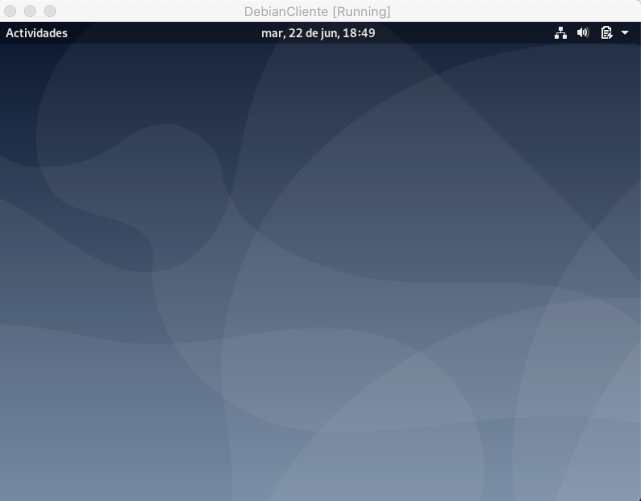 DebianCliente [Running]
Actividades mar, 22 de jun, 18:49